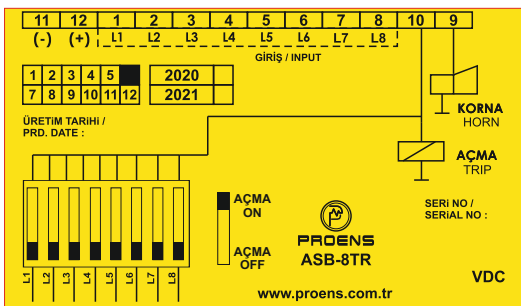 11 12 1 2 3 4 5 6 7 8 10 9
(-) (+) L1 L2 L3 L4 L5 L6 L7 L8
GİRİŞ / INPUT
1 2 3 4 5
7 8 9 10 11 12
2020
2021
KORNA
HORN
ÜRETİM TARİHİ /
PRD. DATE :
AÇMA
TRIP
AÇMA
ON
SERİ NO /
SERİAL NO :
PROENS
AÇMA
OFF
ASB-8TR
L1 L2 L3 L4 L5 L6 L7 L8
VDC
www.proens.com.tr